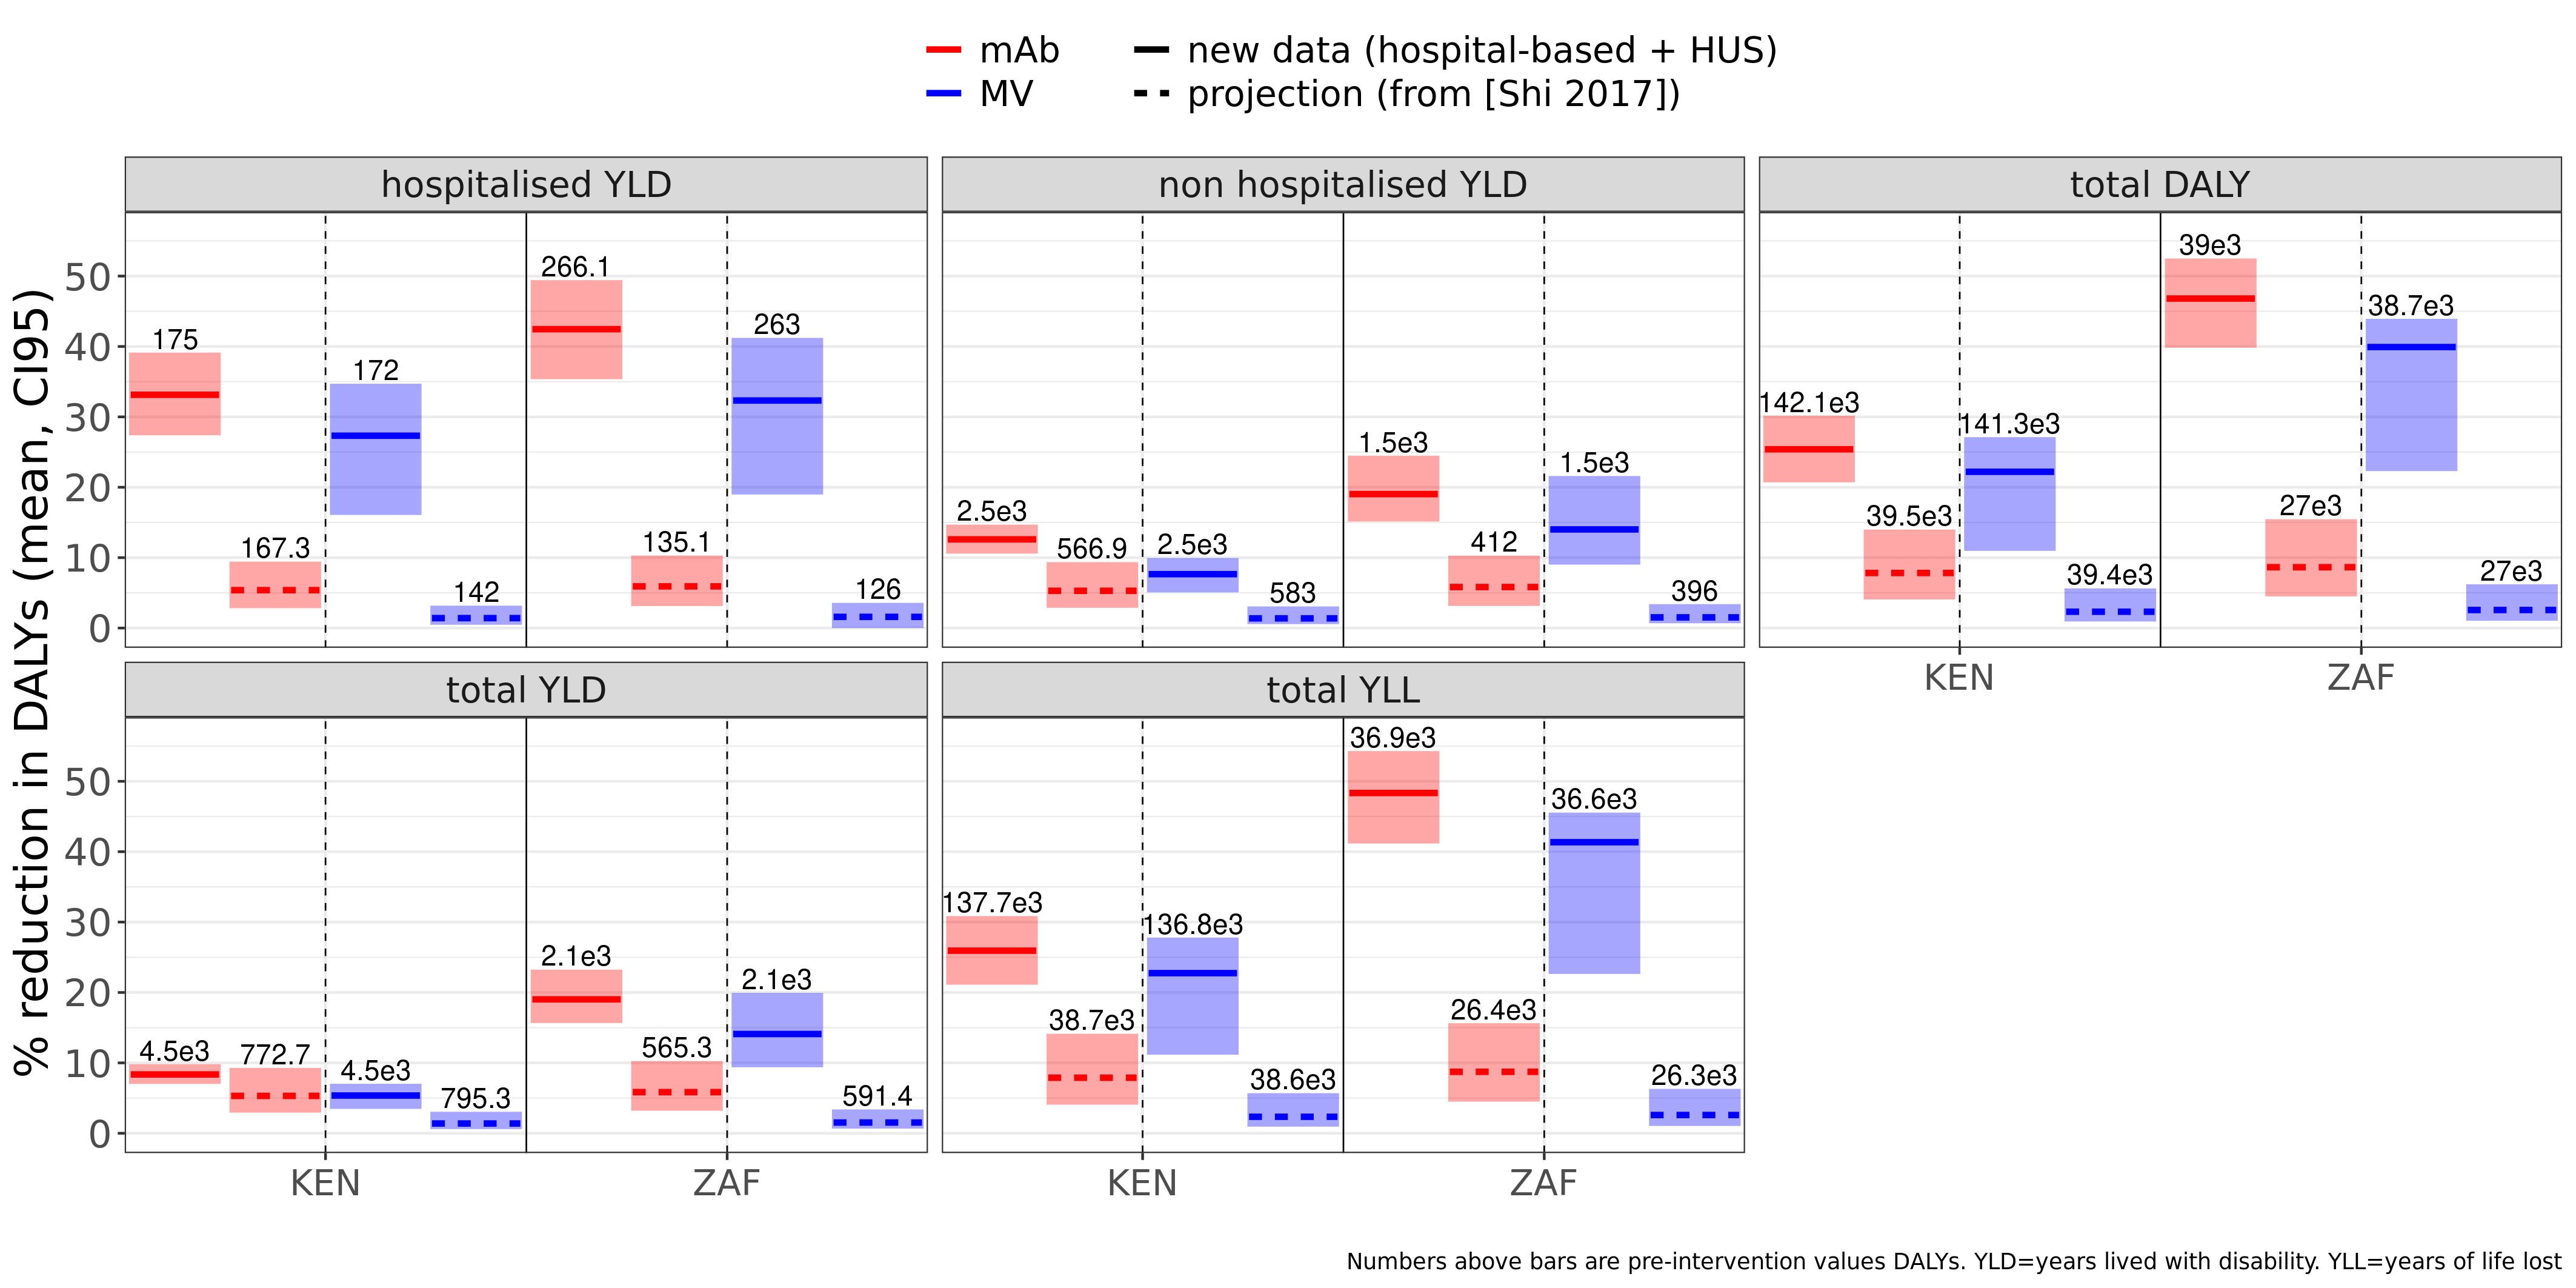 mAb
MV
new data (hospital-based + HUS)
projection (from [Shi 2017])
% reduction in DALYs (mean, CI95)
hospitalised YLD
50
40
30
20
10
0
175
167.3
172
142
266.1
135.1
263
126
non hospitalised YLD
2.5e3
566.9
2.5e3
583
1.5e3
412
1.5e3
396
total DALY
142.1e3
39.5e3
141.3e3
39.4e3
39e3
27e3
38.7e3
27e3
KEN
ZAF
total YLD
50
40
30
20
10
0
4.5e3
772.7
4.5e3
795.3
2.1e3
565.3
2.1e3
591.4
KEN
ZAF
total YLL
137.7e3
38.7e3
136.8e3
38.6e3
36.9e3
26.4e3
36.6e3
26.3e3
KEN
ZAF
Numbers above bars are pre-intervention values DALYs. YLD=years lived with disability. YLL=years of life lost